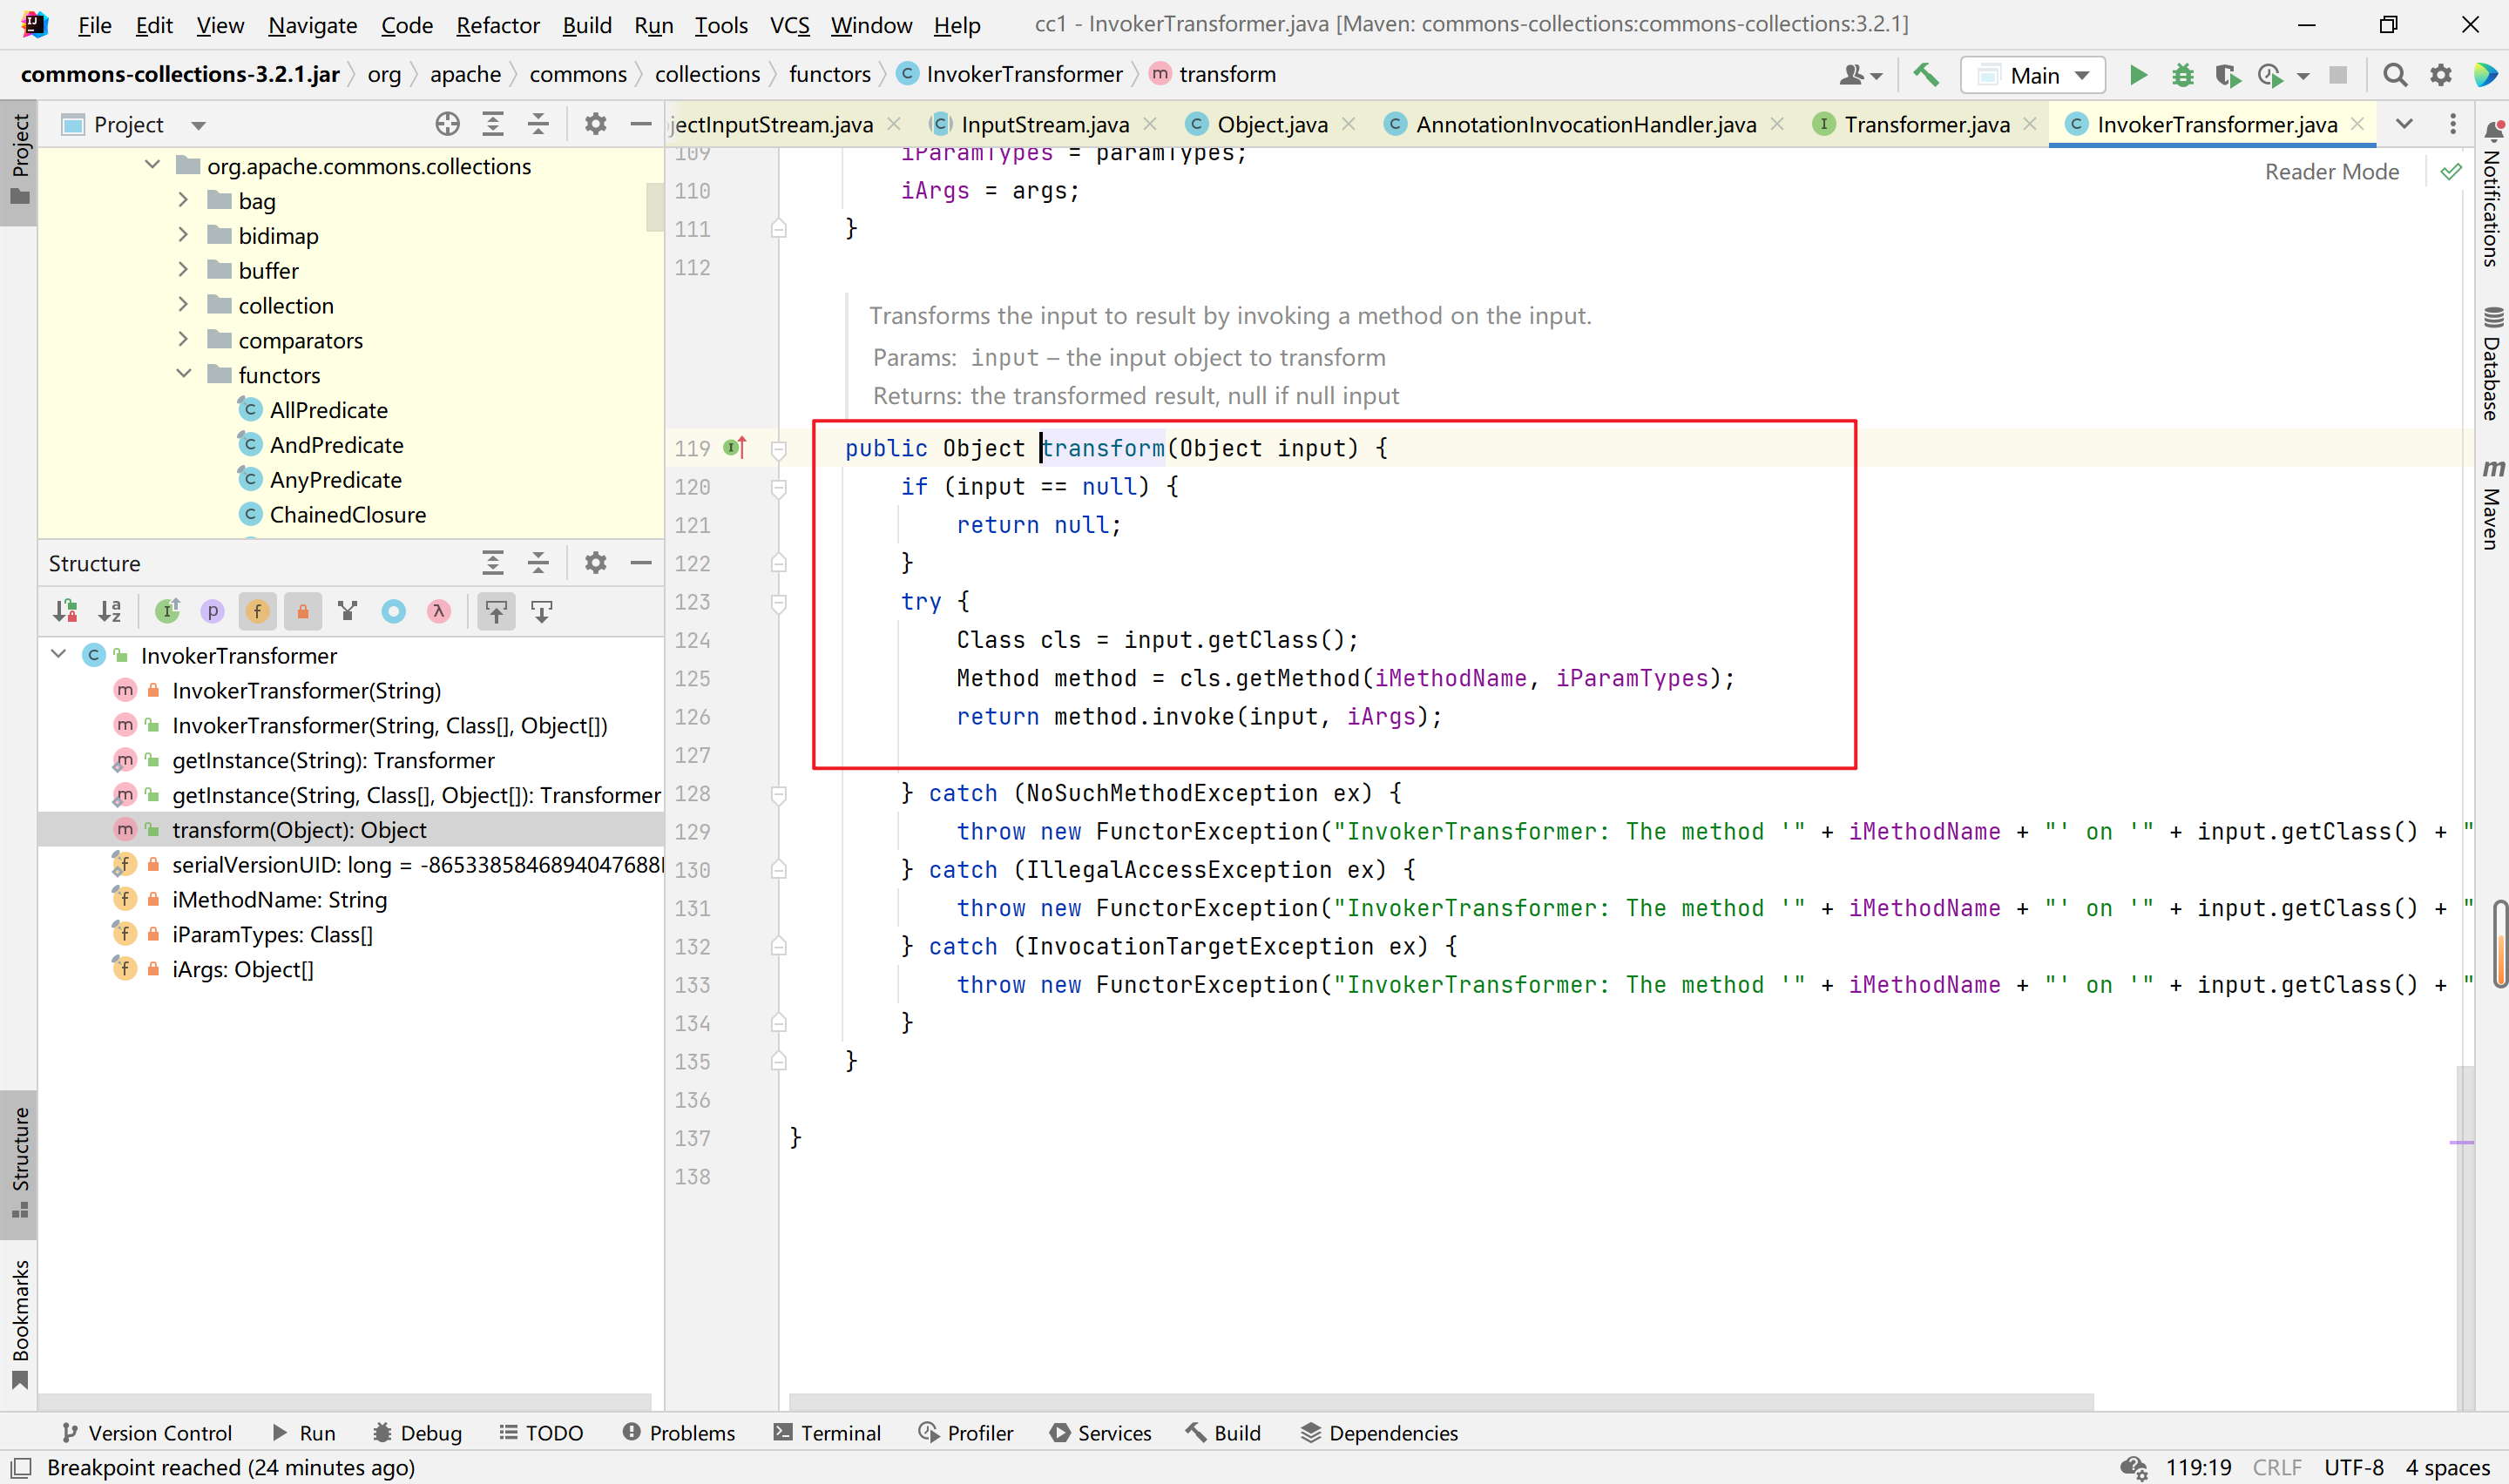 File Edit View Navigate Code Refactor Build Run Tools VCS Window Help cc1 - InvokerTransformer.java [Maven: commons-collections:commons-collections:3.2.1]
commons-collections-3.2.1.jar org apache commons collections functors InvokerTransformer transform Main
Project
jectInputStream.java InputStream.java Object.java AnnotationInvocationHandler.java Transformer.java InvokerTransformer.java
Project
org.apache.commons.collections
bag
bidimap
buffer
collection
comparators
functors
AllPredicate
AndPredicate
AnyPredicate
ChainedClosure
Structure
InvokerTransformer
InvokerTransformer(String)
InvokerTransformer(String, Class[], Object[])
getInstance(String): Transformer
getInstance(String, Class[], Object[]): Transformer
transform(Object): Object
serialVersionUID: long = -8653385846894047688
iMethodName: String
iParamTypes: Class[]
iArgs: Object[]
Structure
Bookmarks
Reader Mode
109 iParamTypes = paramTypes;
110 iArgs = args;
111 }
112
Transforms the input to result by invoking a method on the input.
Params: input – the input object to transform
Returns: the transformed result, null if null input
119 public Object transform(Object input) {
120 if (input == null) {
121 return null;
122 }
123 try {
124 Class cls = input.getClass();
125 Method method = cls.getMethod(iMethodName, iParamTypes);
126 return method.invoke(input, iArgs);
127
128 } catch (NoSuchMethodException ex) {
129 throw new FunctorException("InvokerTransformer: The method '" + iMethodName + "' on '" + input.getClass() + "
130 } catch (IllegalAccessException ex) {
131 throw new FunctorException("InvokerTransformer: The method '" + iMethodName + "' on '" + input.getClass() + "
132 } catch (InvocationTargetException ex) {
133 throw new FunctorException("InvokerTransformer: The method '" + iMethodName + "' on '" + input.getClass() + "
134 }
135 }
136
137 }
138
Notifications
Database
Maven
Version Control Run Debug TODO Problems Terminal Profiler Services Build Dependencies
Breakpoint reached (24 minutes ago) 119:19 CRLF UTF-8 4 spaces